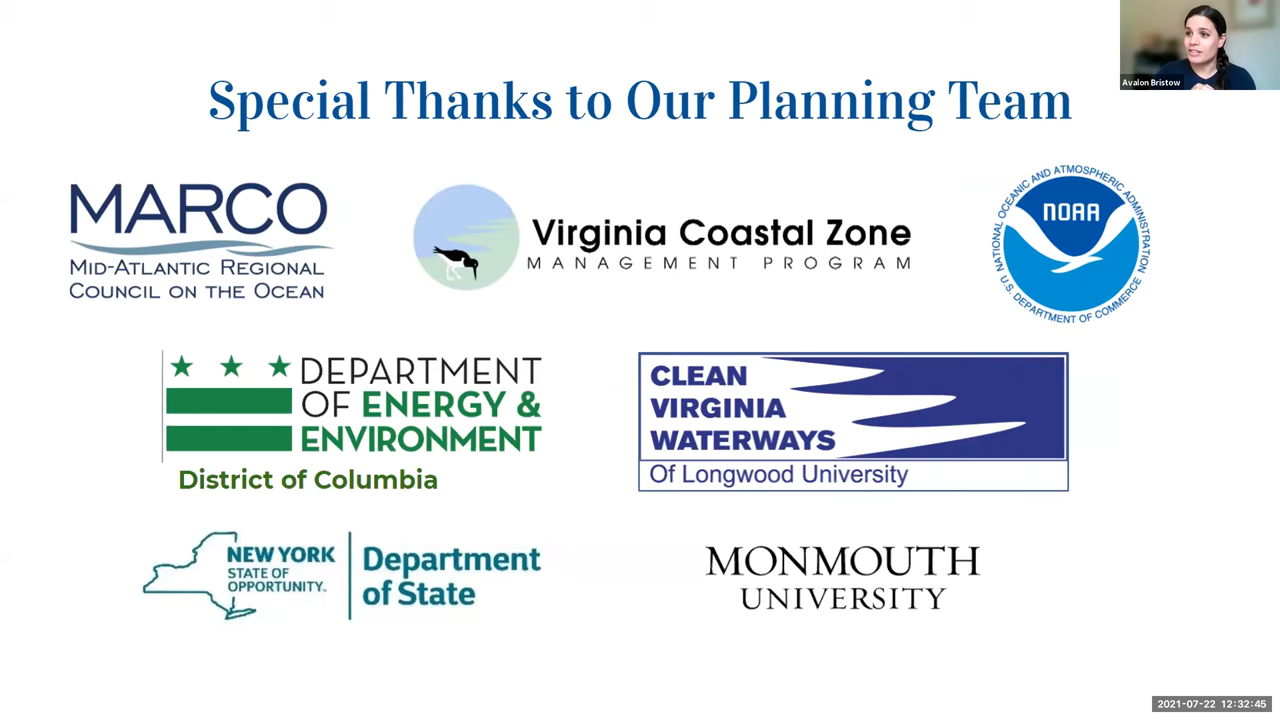 Avalon Bristow
Special Thanks to Our Planning Team
MARCO
MID-ATLANTIC REGIONAL
COUNCIL ON THE OCEAN
Virginia Coastal Zone
MANAGEMENT PROGRAM
NATIONAL OCEANIC AND ATMOSPHERIC ADMINISTRATION
NOAA
U.S. DEPARTMENT OF COMMERCE
DEPARTMENT
OF ENERGY &
ENVIRONMENT
District of Columbia
CLEAN
VIRGINIA
WATERWAYS
Of Longwood University
NEW YORK
STATE OF
OPPORTUNITY.
Department
of State
MONMOUTH
UNIVERSITY
2021-07-22 12:32:45